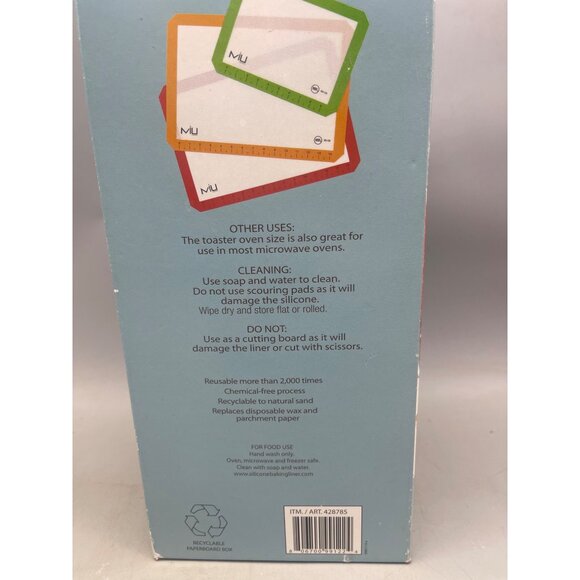 MIU
MIU
MIU
OTHER USES:
The toaster oven size is also great for
use in most microwave ovens.
CLEANING:
Use soap and water to clean.
Do not use scouring pads as it will
damage the silicone.
Wipe dry and store flat or rolled.
DO NOT:
Use as a cutting board as it will
damage the liner or cut with scissors.
Reusable more than 2,000 times
Chemical-free process
Recyclable to natural sand
Replaces disposable wax and
parchment paper
FOR FOOD USE
Hand wash only.
Oven, microwave and freezer safe.
Clean with soap and water.
www.siliconebakingliner.com
ITM. / ART. 428785
RECYCLABLE
PAPERBOARD BOX